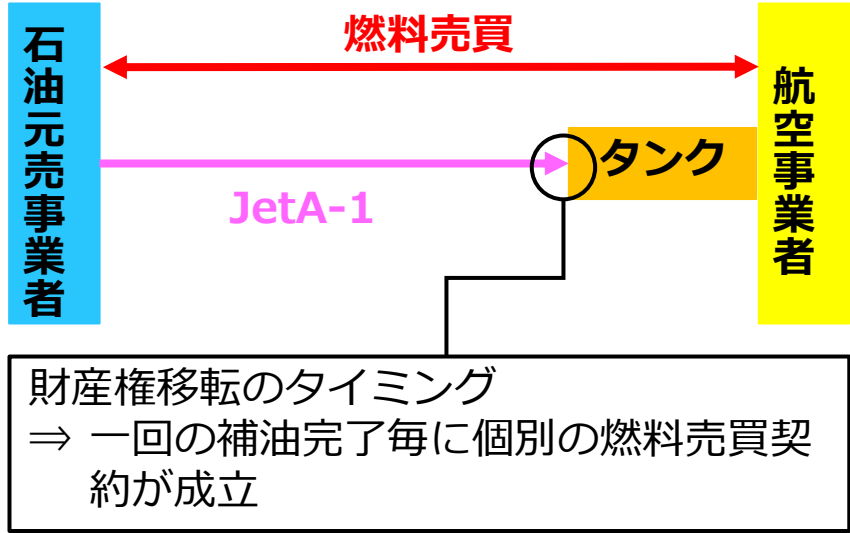 石油元売事業者
燃料売買
航空事業者
タンク
JetA-1
財産権移転のタイミング
⇒ 一回の補油完了毎に個別の燃料売買契
約が成立